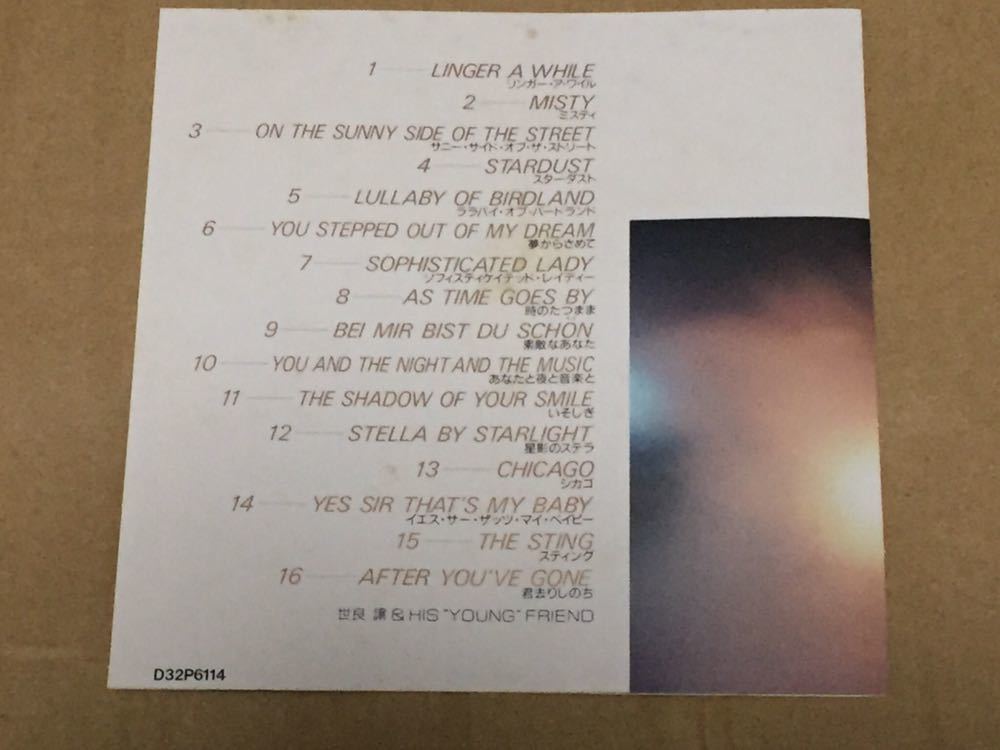 1 LINGER A WHILE
リンガー・ア・ワイル
2 MISTY
ミスティ
3 ON THE SUNNY SIDE OF THE STREET
サニー・サイド・オブ・ザ・ストリート
4 STARDUST
スターダスト
5 LULLABY OF BIRDLAND
ララバイ・オブ・バードランド
6 YOU STEPPED OUT OF MY DREAM
夢からさめて
7 SOPHISTICATED LADY
ソフィスティケイテッド・レイディー
8 AS TIME GOES BY
時のたつまま
9 BEI MIR BIST DU SCHÖN
素敵なあなた
10 YOU AND THE NIGHT AND THE MUSIC
あなたと夜と音楽と
11 THE SHADOW OF YOUR SMILE
いそしぎ
12 STELLA BY STARLIGHT
星影のステラ
13 CHICAGO
シカゴ
14 YES SIR THAT'S MY BABY
イエス・サー・ザッツ・マイ・ベイビー
15 THE STING
スティング
16 AFTER YOU'VE GONE
君去りしのち
世良 譲 & HIS "YOUNG" FRIEND
D32P6114